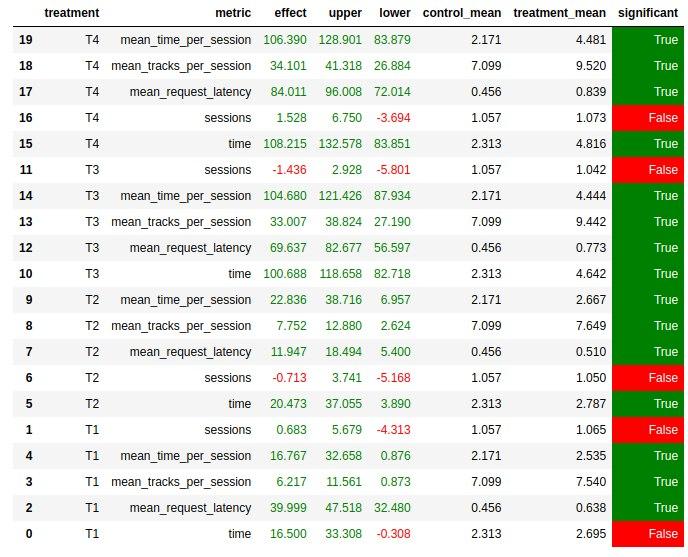 treatment metric effect upper lower control_mean treatment_mean significant
19 T4 mean_time_per_session 106.390 128.901 83.879 2.171 4.481 True
18 T4 mean_tracks_per_session 34.101 41.318 26.884 7.099 9.520 True
17 T4 mean_request_latency 84.011 96.008 72.014 0.456 0.839 True
16 T4 sessions 1.528 6.750 -3.694 1.057 1.073 False
15 T4 time 108.215 132.578 83.851 2.313 4.816 True
11 T3 sessions -1.436 2.928 -5.801 1.057 1.042 False
14 T3 mean_time_per_session 104.680 121.426 87.934 2.171 4.444 True
13 T3 mean_tracks_per_session 33.007 38.824 27.190 7.099 9.442 True
12 T3 mean_request_latency 69.637 82.677 56.597 0.456 0.773 True
10 T3 time 100.688 118.658 82.718 2.313 4.642 True
9 T2 mean_time_per_session 22.836 38.716 6.957 2.171 2.667 True
8 T2 mean_tracks_per_session 7.752 12.880 2.624 7.099 7.649 True
7 T2 mean_request_latency 11.947 18.494 5.400 0.456 0.510 True
6 T2 sessions -0.713 3.741 -5.168 1.057 1.050 False
5 T2 time 20.473 37.055 3.890 2.313 2.787 True
1 T1 sessions 0.683 5.679 -4.313 1.057 1.065 False
4 T1 mean_time_per_session 16.767 32.658 0.876 2.171 2.535 True
3 T1 mean_tracks_per_session 6.217 11.561 0.873 7.099 7.540 True
2 T1 mean_request_latency 39.999 47.518 32.480 0.456 0.638 True
0 T1 time 16.500 33.308 -0.308 2.313 2.695 False